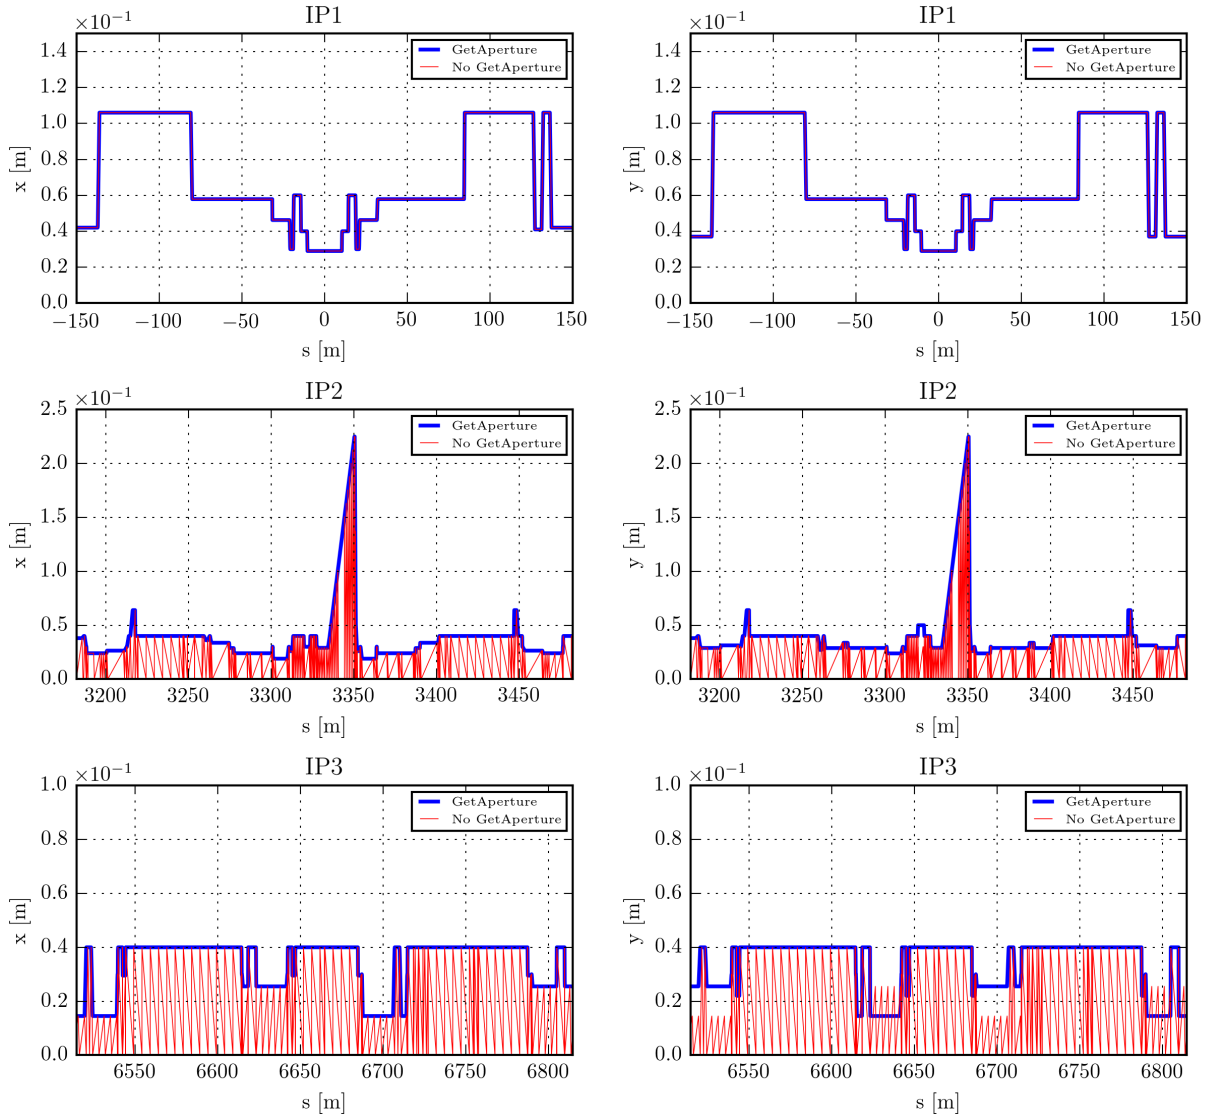 IP1
×10⁻¹
1.4
1.2
1.0
0.8
0.6
0.4
0.2
0.0
x [m]
GetAperture
No GetAperture
−150 −100 −50 0 50 100 150
s [m]
IP1
×10⁻¹
1.4
1.2
1.0
0.8
0.6
0.4
0.2
0.0
y [m]
GetAperture
No GetAperture
−150 −100 −50 0 50 100 150
s [m]
IP2
×10⁻¹
2.5
2.0
1.5
1.0
0.5
0.0
x [m]
GetAperture
No GetAperture
3200 3250 3300 3350 3400 3450
s [m]
IP2
×10⁻¹
2.5
2.0
1.5
1.0
0.5
0.0
y [m]
GetAperture
No GetAperture
3200 3250 3300 3350 3400 3450
s [m]
IP3
×10⁻¹
1.0
0.8
0.6
0.4
0.2
0.0
x [m]
GetAperture
No GetAperture
6550 6600 6650 6700 6750 6800
s [m]
IP3
×10⁻¹
1.0
0.8
0.6
0.4
0.2
0.0
y [m]
GetAperture
No GetAperture
6550 6600 6650 6700 6750 6800
s [m]